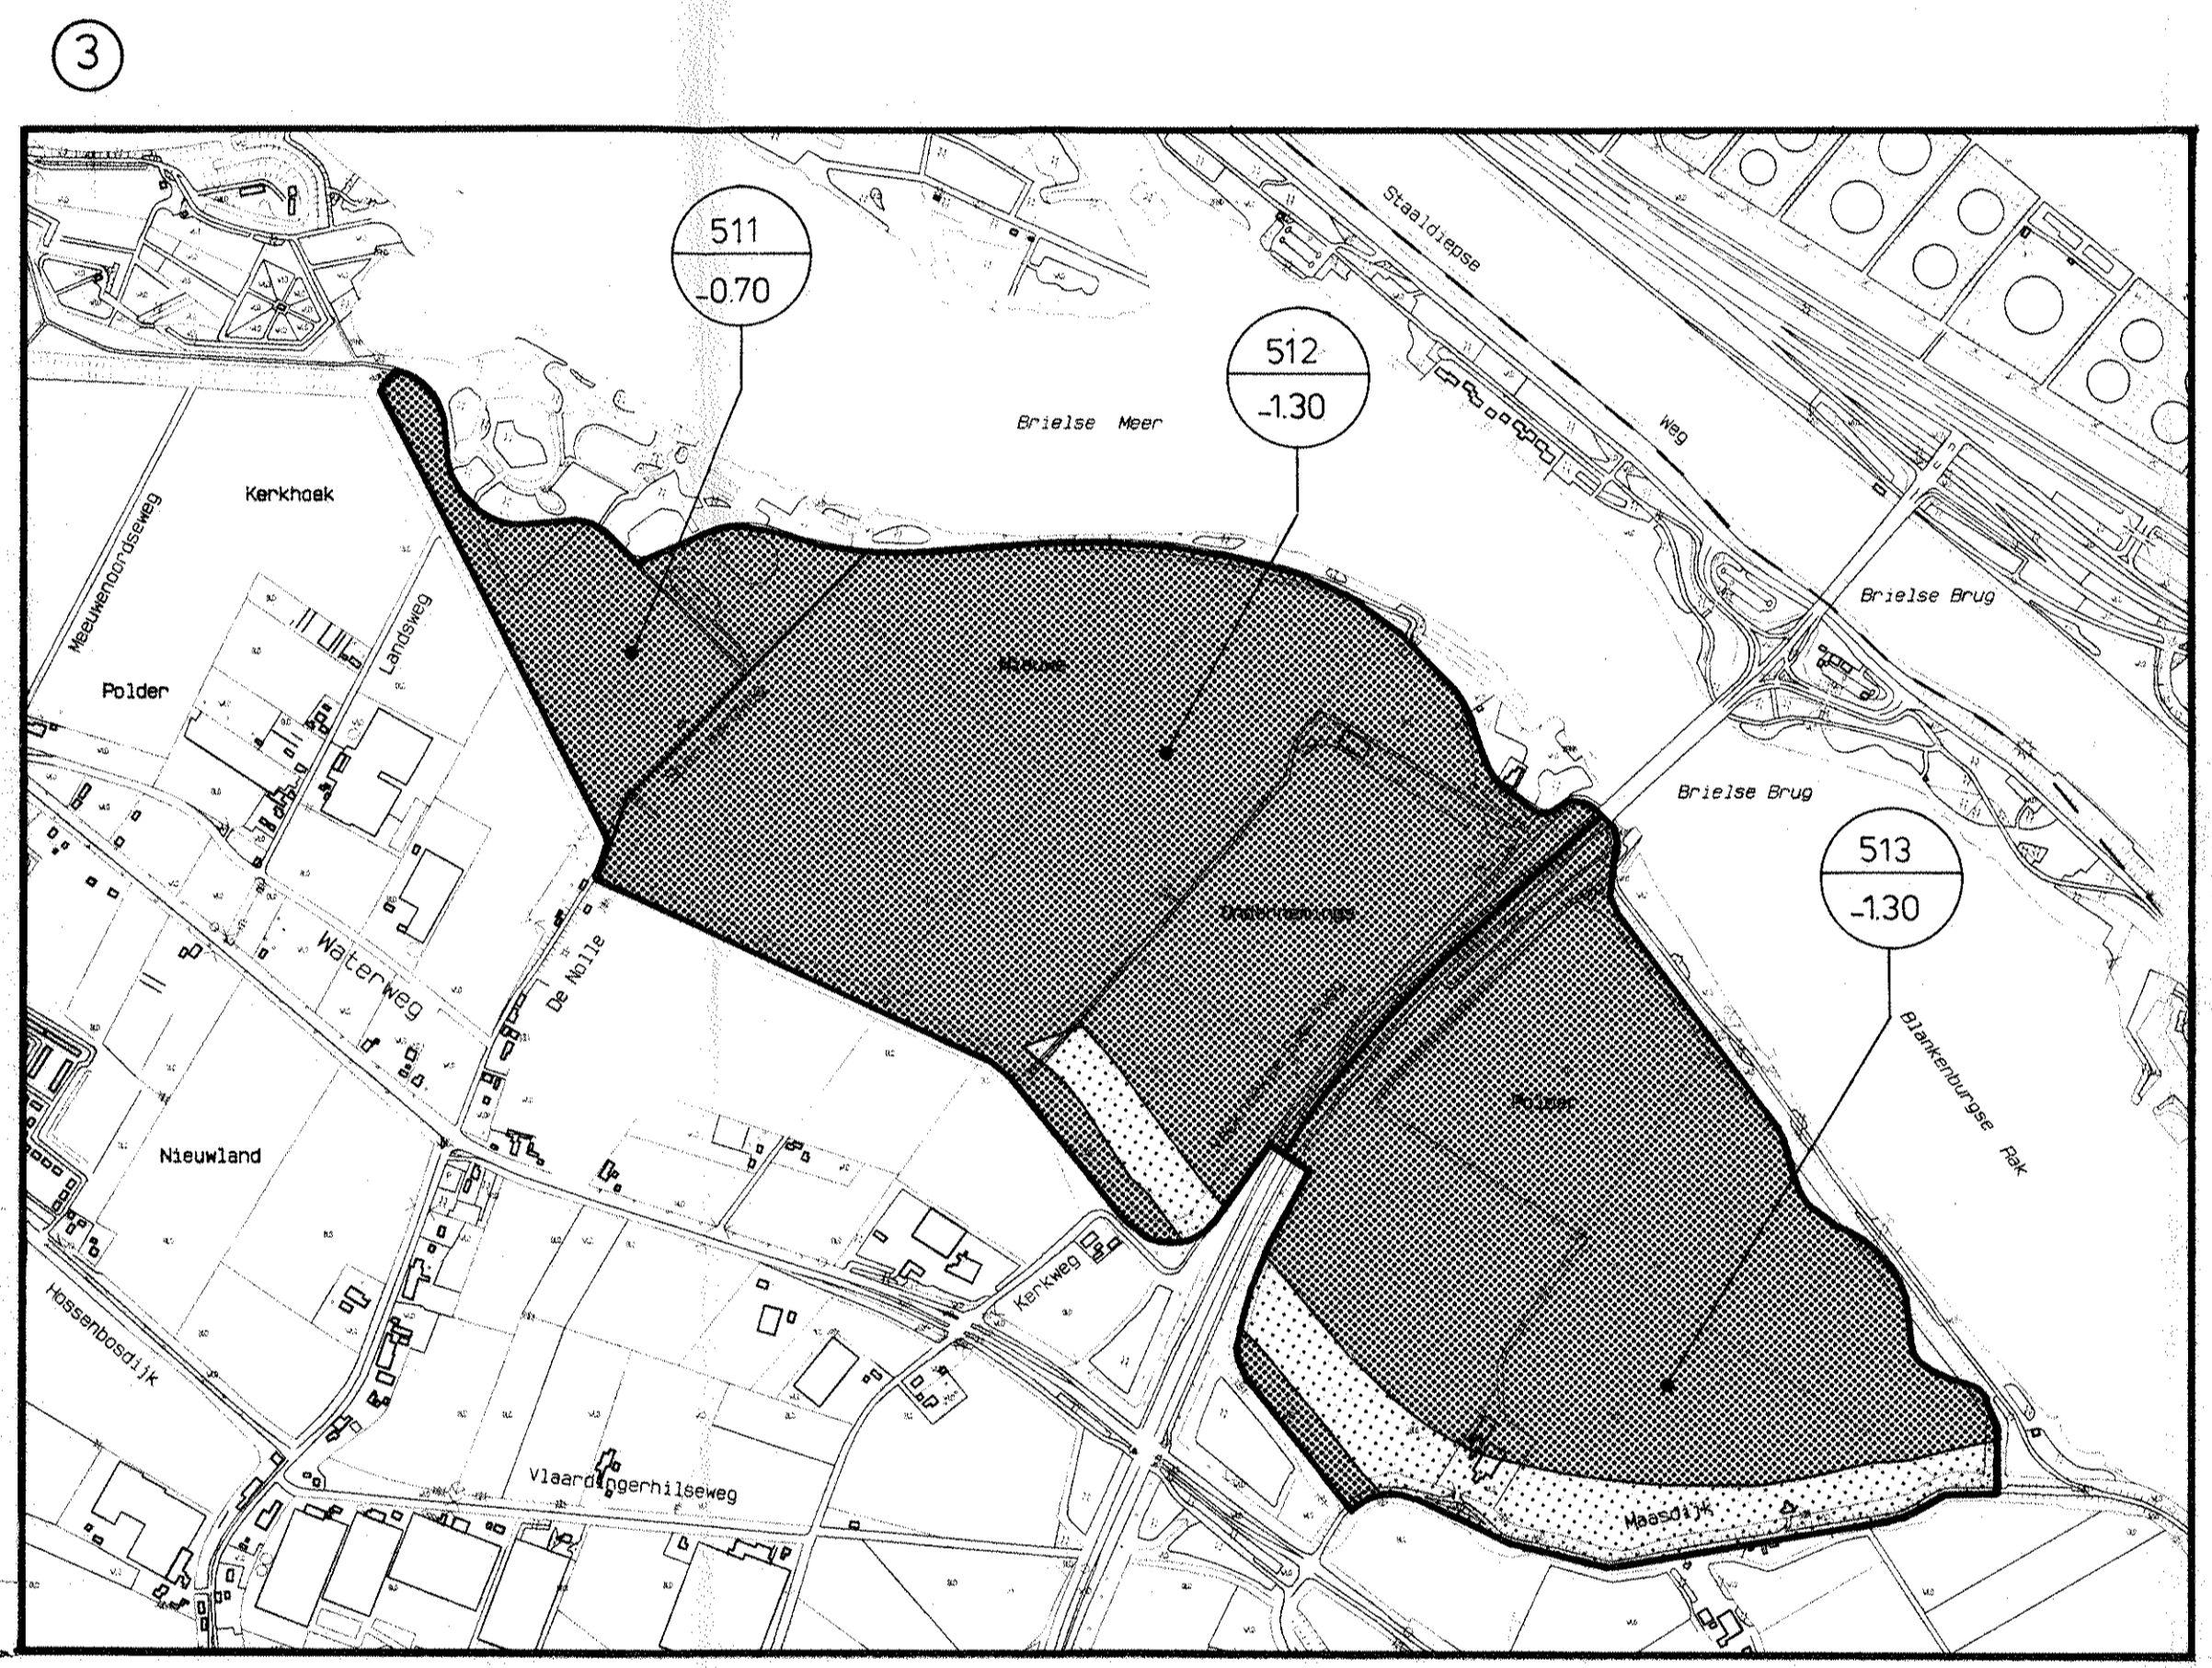 3
511
-0.70
512
-1.30
Staaldiepse
Weg
Brielse Meer
Kerkhoek
Meeuwenoordseweg
Landsweg
Polder
Nieuwe
Brielse Brug
Brielse Brug
513
-1.30
Ondernemings
Waterweg
De Nolle
Blankenburgse Rak
Polder
Nieuwland
Kerkweg
Hossenbosdijk
Vlaardingerhilseweg
Maasdijk